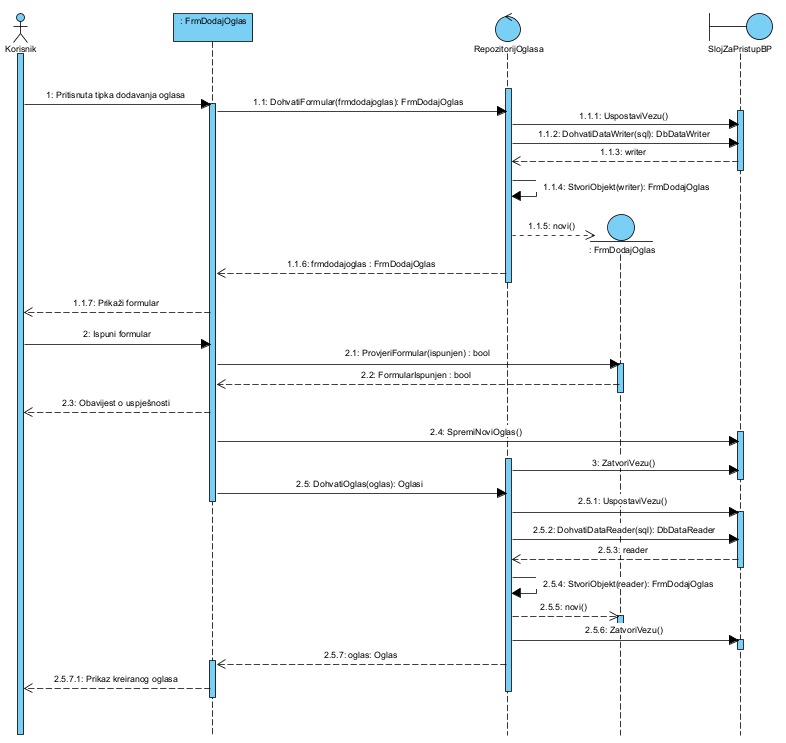 : FrmDodajOglas
Korisnik
RepozitorijOglasa
SlojZaPristupBP
1: Pritisnuta tipka dodavanja oglasa
1.1: DohvatiFormular(frmdodajoglas): FrmDodajOglas
1.1.1: UspostaviVezu()
1.1.2: DohvatiDataWriter(sql): DbDataWriter
1.1.3: writer
1.1.4: StvoriObjekt(writer): FrmDodajOglas
1.1.5: novi()
: FrmDodajOglas
1.1.6: frmdodajoglas : FrmDodajOglas
1.1.7: Prikaži formular
2: Ispuni formular
2.1: ProvjeriFormular(ispunjen) : bool
2.2: FormularIspunjen : bool
2.3: Obavijest o uspješnosti
2.4: SpremiNoviOglas()
3: ZatvoriVezu()
2.5: DohvatiOglas(oglas): Oglasi
2.5.1: UspostaviVezu()
2.5.2: DohvatiDataReader(sql): DbDataReader
2.5.3: reader
2.5.4: StvoriObjekt(reader): FrmDodajOglas
2.5.5: novi()
2.5.6: ZatvoriVezu()
2.5.7: oglas: Oglas
2.5.7.1: Prikaz kreiranog oglasa